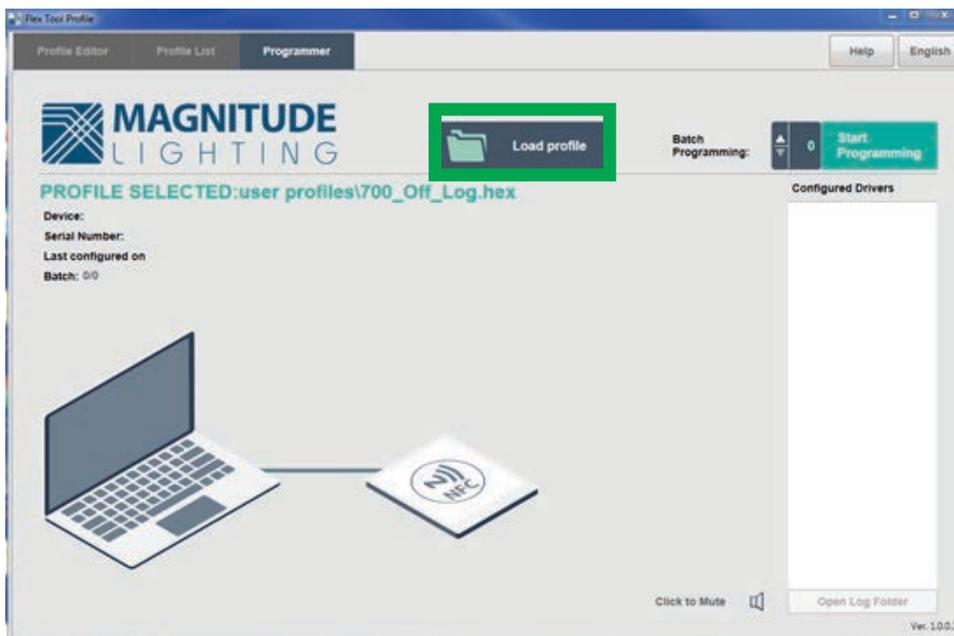 Flex Tool Profile
Profile Editor Profile List Programmer Help English
MAGNITUDE
LIGHTING
Load profile
Batch
Programming:
0
Start
Programming
PROFILE SELECTED:user profiles\700_Off_Log.hex
Configured Drivers
Device:
Serial Number:
Last configured on
Batch: 0/0
NFC
Click to Mute
Open Log Folder